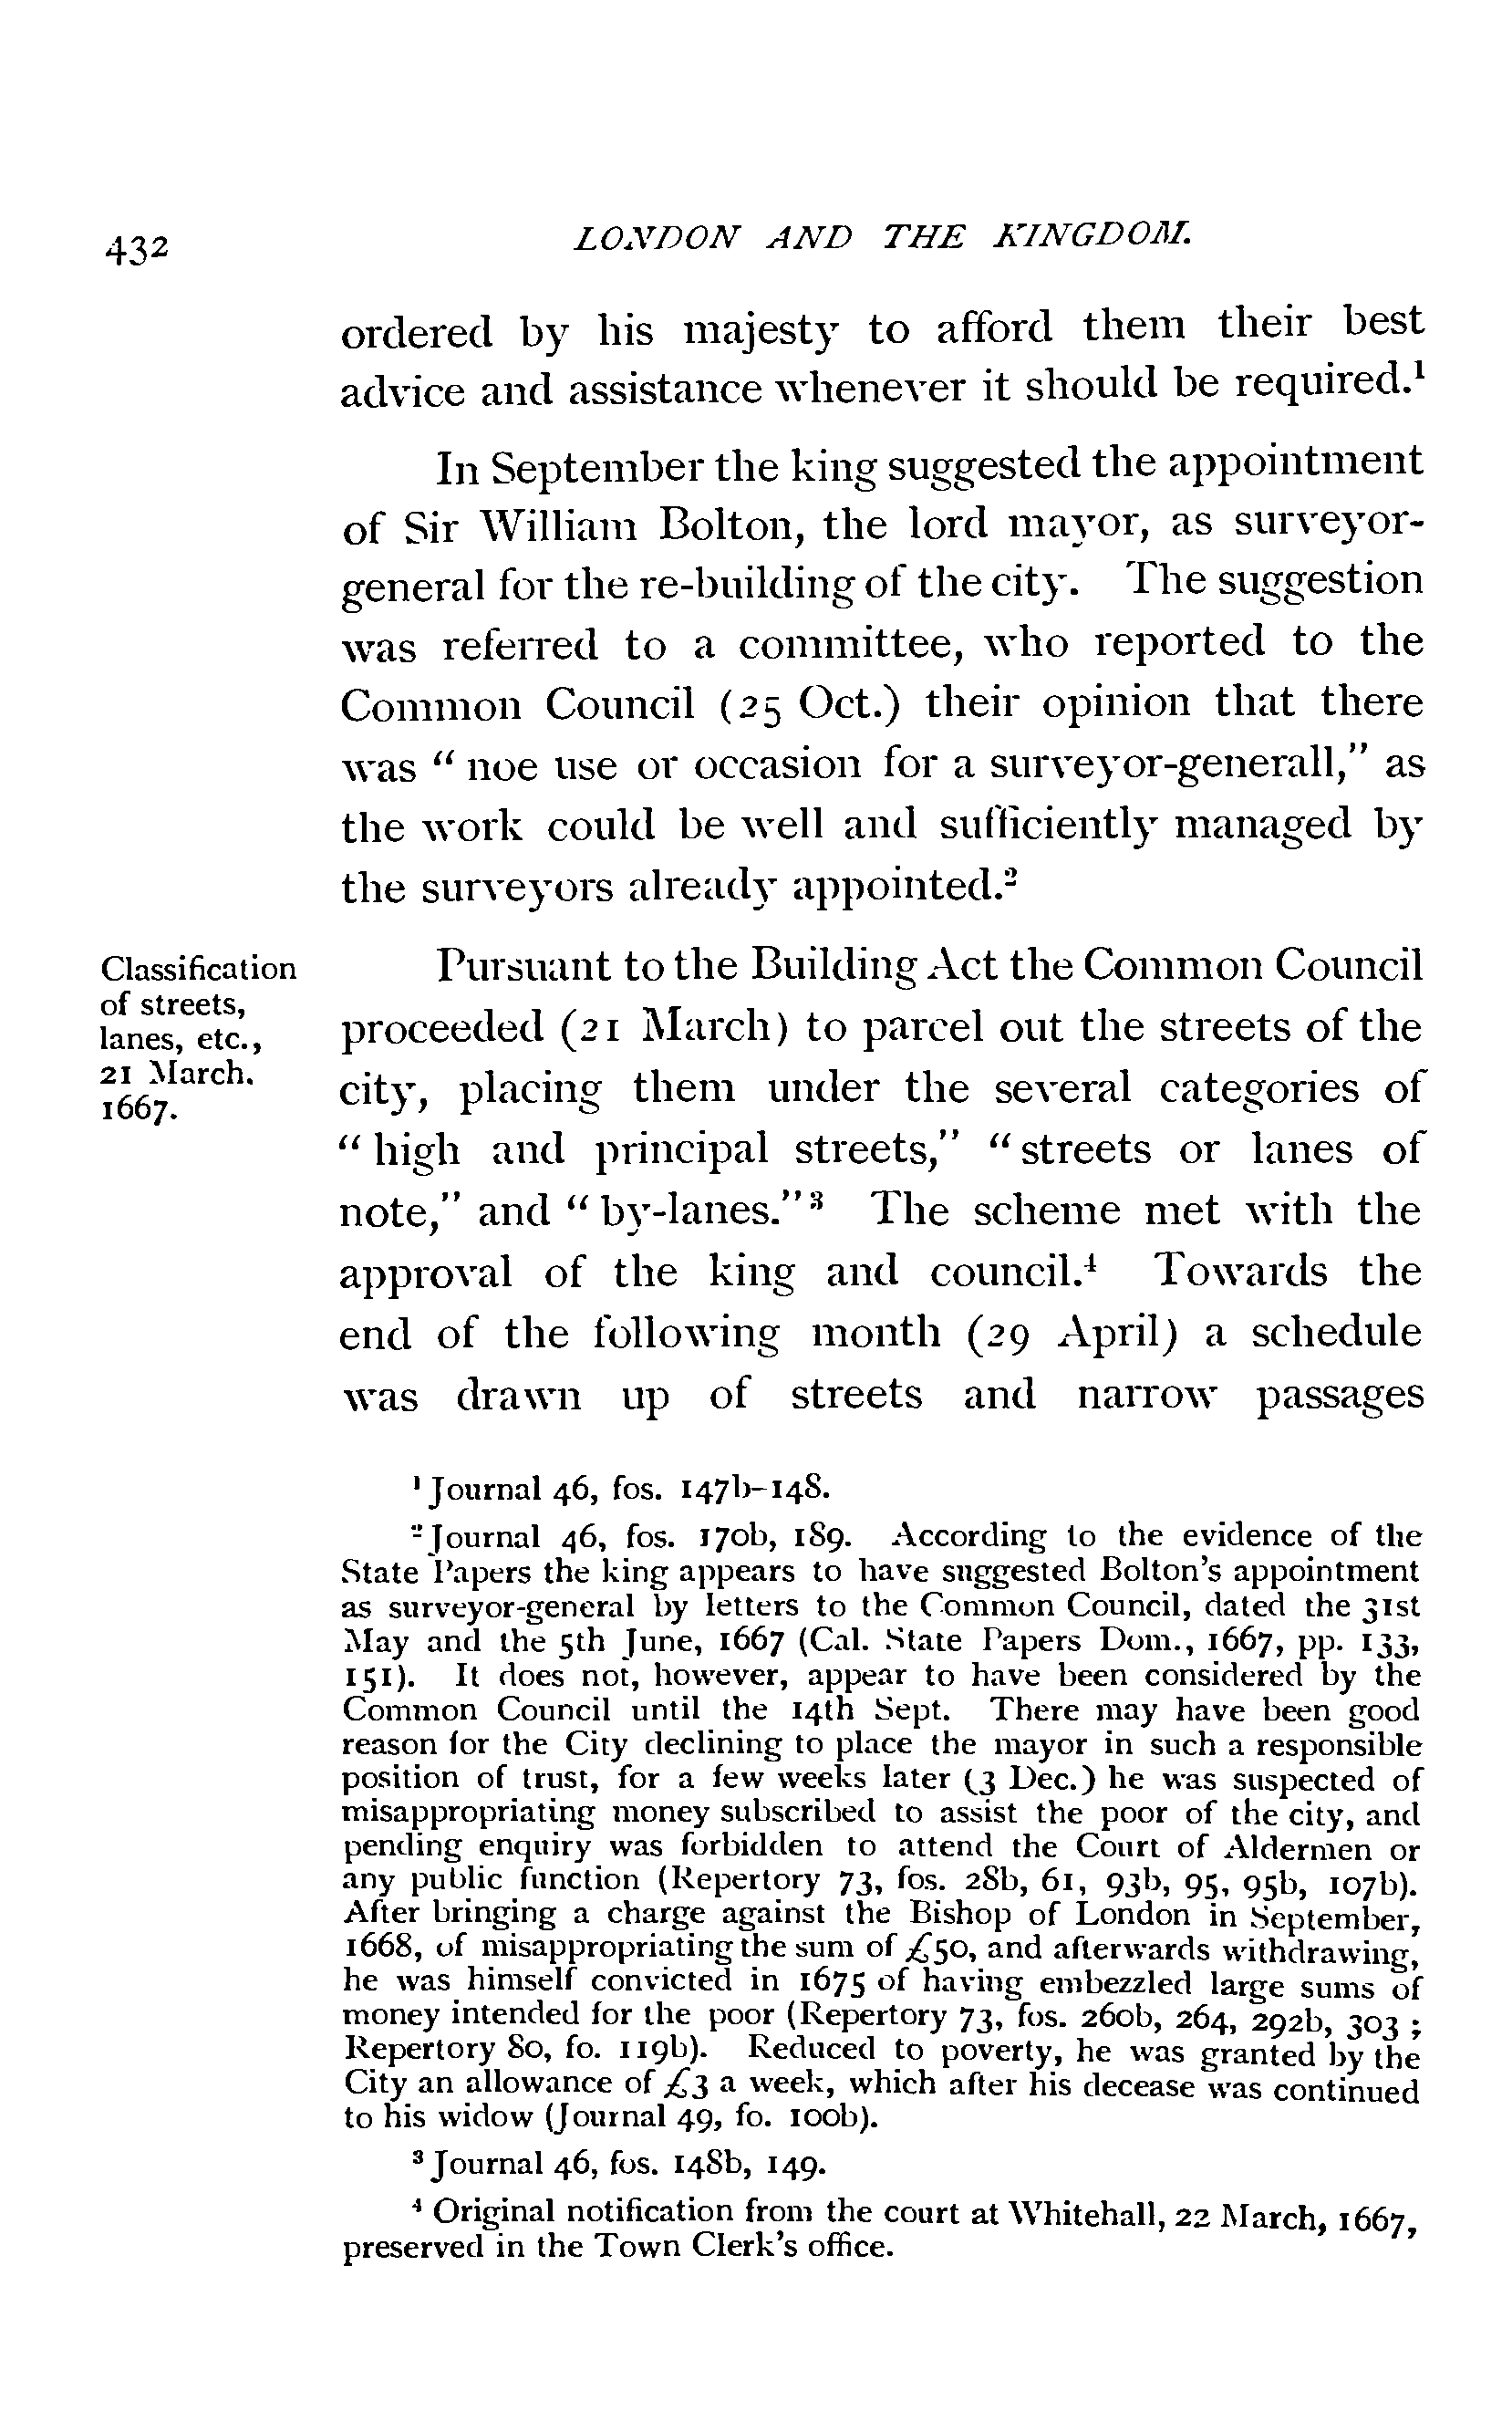 432
LONDON AND THE KINGDOM.
ordered by his majesty to afford them their best
advice and assistance whenever it should be required.¹
In September the king suggested the appointment
of Sir William Bolton, the lord mayor, as surveyor-
general for the re-building of the city. The suggestion
was referred to a committee, who reported to the
Common Council (25 Oct.) their opinion that there
was “ noe use or occasion for a surveyor-generall,” as
the work could be well and sufficiently managed by
the surveyors already appointed.²
Classification
of streets,
lanes, etc.,
21 March.
1667.
Pursuant to the Building Act the Common Council
proceeded (21 March) to parcel out the streets of the
city, placing them under the several categories of
“ high and principal streets,” “ streets or lanes of
note,” and “ by-lanes.”³ The scheme met with the
approval of the king and council.⁴ Towards the
end of the following month (29 April) a schedule
was drawn up of streets and narrow passages
¹ Journal 46, fos. 147b-148.
² Journal 46, fos. 170b, 189. According to the evidence of the
State Papers the king appears to have suggested Bolton’s appointment
as surveyor-general by letters to the Common Council, dated the 31st
May and the 5th June, 1667 (Cal. State Papers Dom., 1667, pp. 133,
151). It does not, however, appear to have been considered by the
Common Council until the 14th Sept. There may have been good
reason for the City declining to place the mayor in such a responsible
position of trust, for a few weeks later (3 Dec.) he was suspected of
misappropriating money subscribed to assist the poor of the city, and
pending enquiry was forbidden to attend the Court of Aldermen or
any public function (Repertory 73, fos. 28b, 61, 93b, 95, 95b, 107b).
After bringing a charge against the Bishop of London in September,
1668, of misappropriating the sum of £50, and afterwards withdrawing,
he was himself convicted in 1675 of having embezzled large sums of
money intended for the poor (Repertory 73, fos. 260b, 264, 292b, 303 ;
Repertory 80, fo. 119b). Reduced to poverty, he was granted by the
City an allowance of £3 a week, which after his decease was continued
to his widow (Journal 49, fo. 100b).
³ Journal 46, fos. 148b, 149.
⁴ Original notification from the court at Whitehall, 22 March, 1667,
preserved in the Town Clerk’s office.